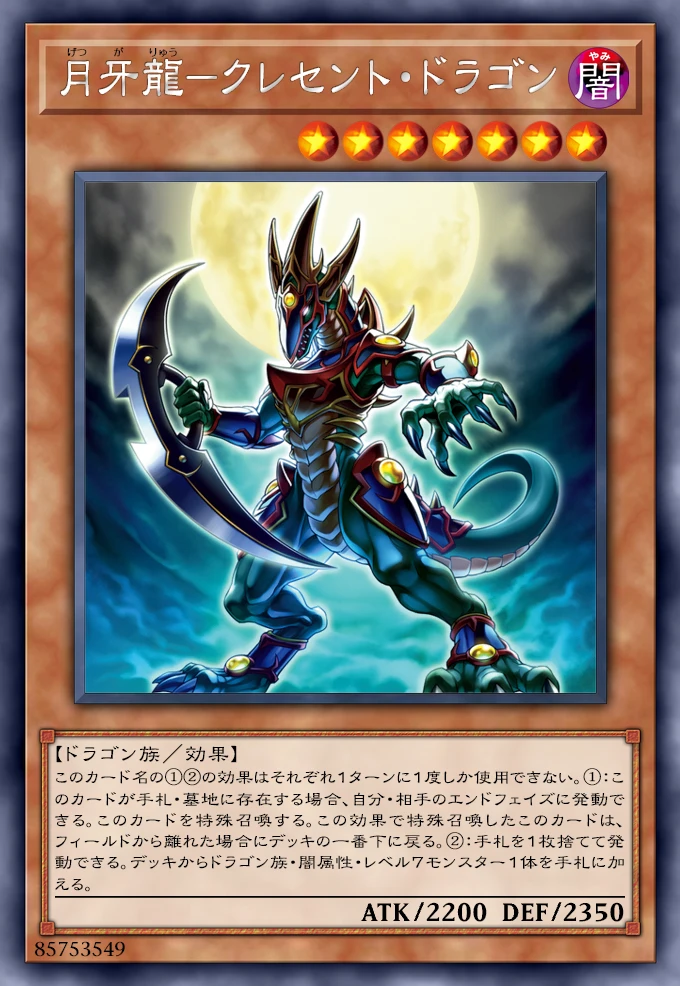 げつ が りゅう
月牙龍－クレセント・ドラゴン
やみ
闇
【ドラゴン族／効果】
このカード名の①②の効果はそれぞれ1ターンに1度しか使用できない。①：こ
のカードが手札・墓地に存在する場合、自分・相手のエンドフェイズに発動で
きる。このカードを特殊召喚する。この効果で特殊召喚したこのカードは、
フィールドから離れた場合にデッキの一番下に戻る。②：手札を1枚捨てて発
動できる。デッキからドラゴン族・闇属性・レベル7モンスター1体を手札に加
える。
ATK/2200 DEF/2350
85753549